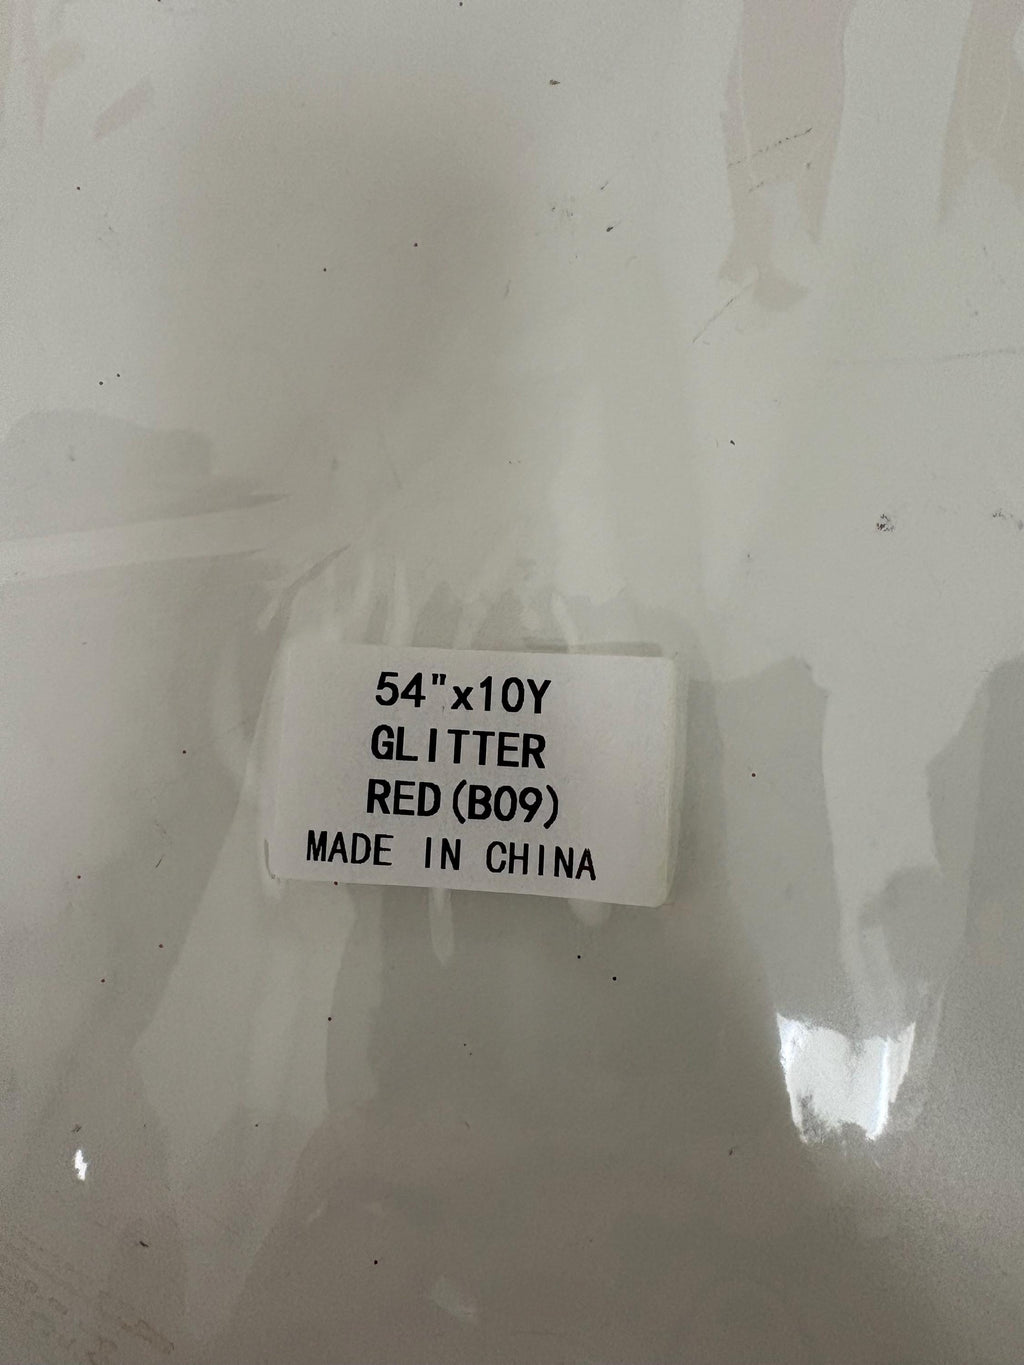 54"x10Y
GLITTER
RED(B09)
MADE IN CHINA